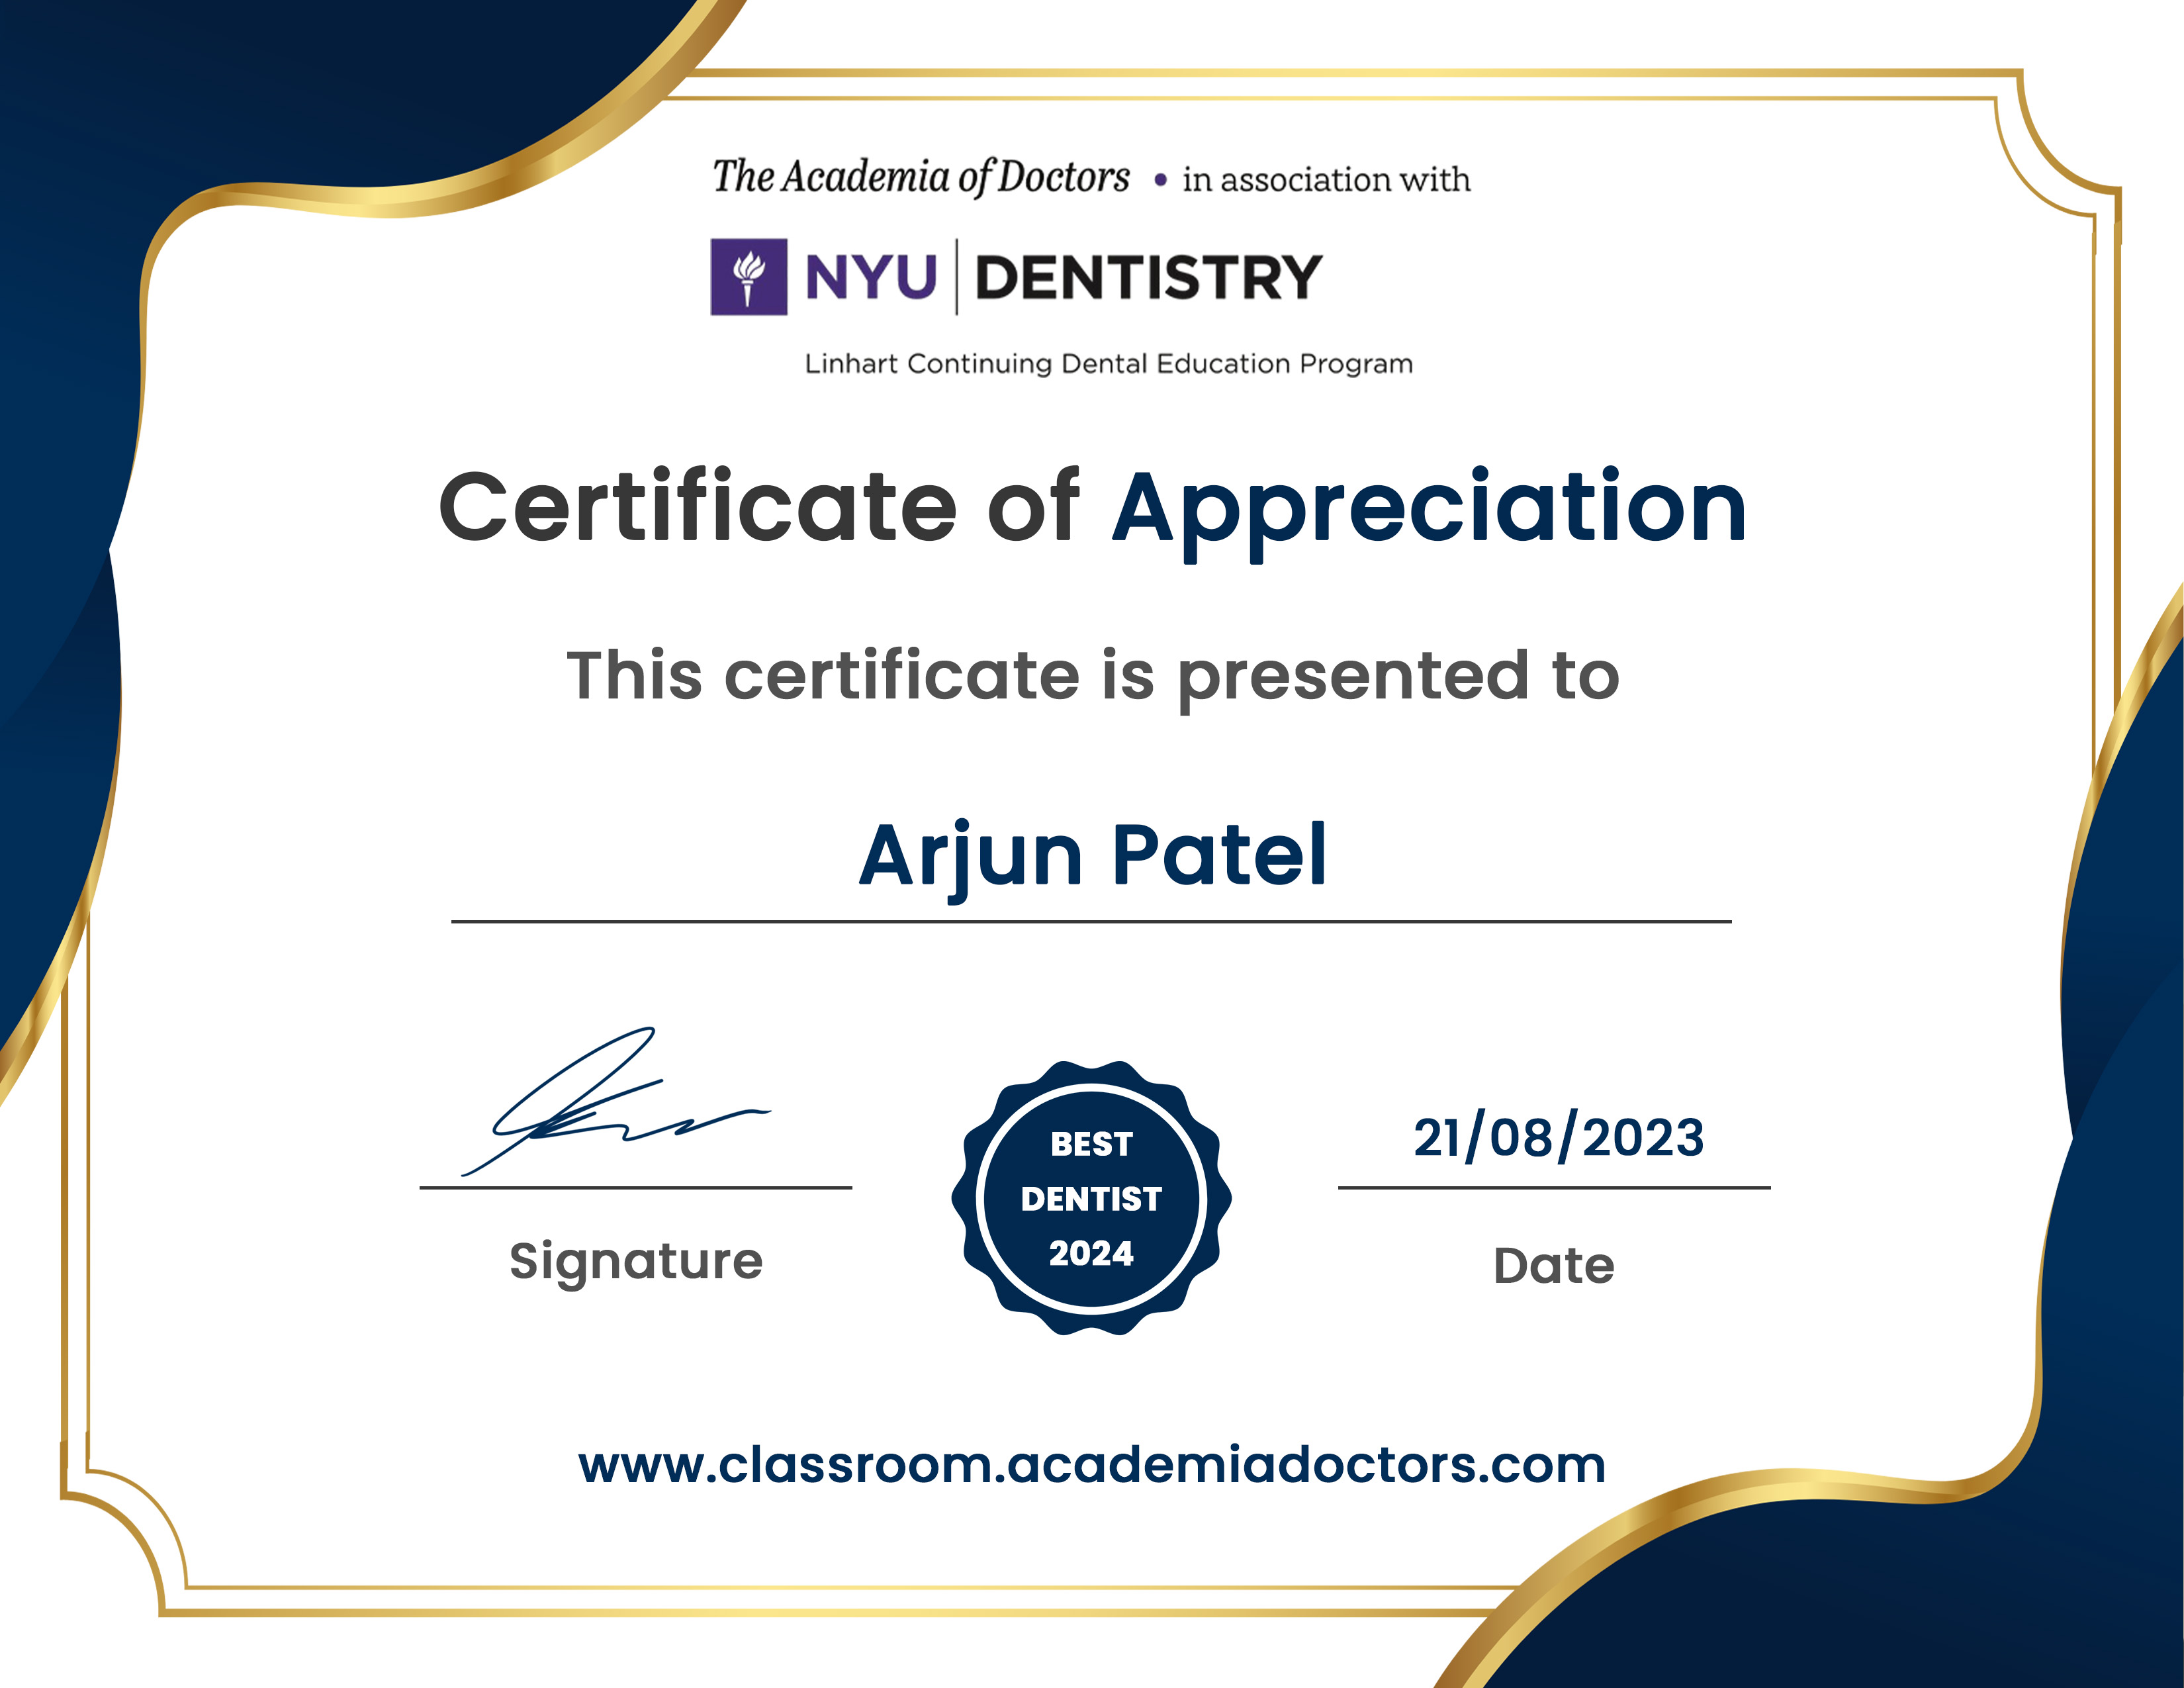 The Academia of Doctors • in association with
NYU | DENTISTRY
Linhart Continuing Dental Education Program
Certificate of Appreciation
This certificate is presented to
Arjun Patel
BEST
DENTIST
2024
21/08/2023
Signature
Date
www.classroom.academiadoctors.com